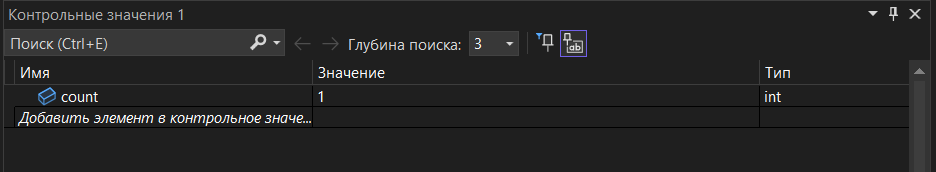 Контрольные значения 1
Поиск (Ctrl+E) Глубина поиска: 3
Имя Значение Тип
count 1 int
Добавить элемент в контрольное значе...